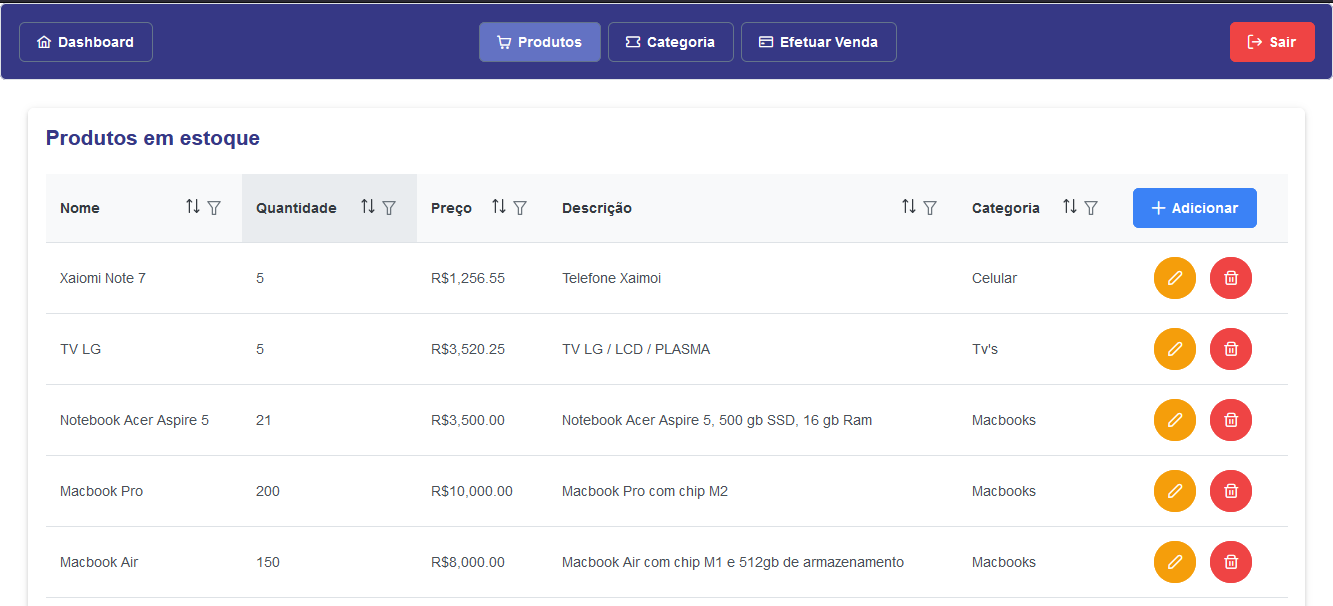 Dashboard Produtos Categoria Efetuar Venda Sair
Produtos em estoque
Nome Quantidade Preço Descrição Categoria Adicionar
Xaiomi Note 7 5 R$1,256.55 Telefone Xaimoi Celular
TV LG 5 R$3,520.25 TV LG / LCD / PLASMA Tv's
Notebook Acer Aspire 5 21 R$3,500.00 Notebook Acer Aspire 5, 500 gb SSD, 16 gb Ram Macbooks
Macbook Pro 200 R$10,000.00 Macbook Pro com chip M2 Macbooks
Macbook Air 150 R$8,000.00 Macbook Air com chip M1 e 512gb de armazenamento Macbooks